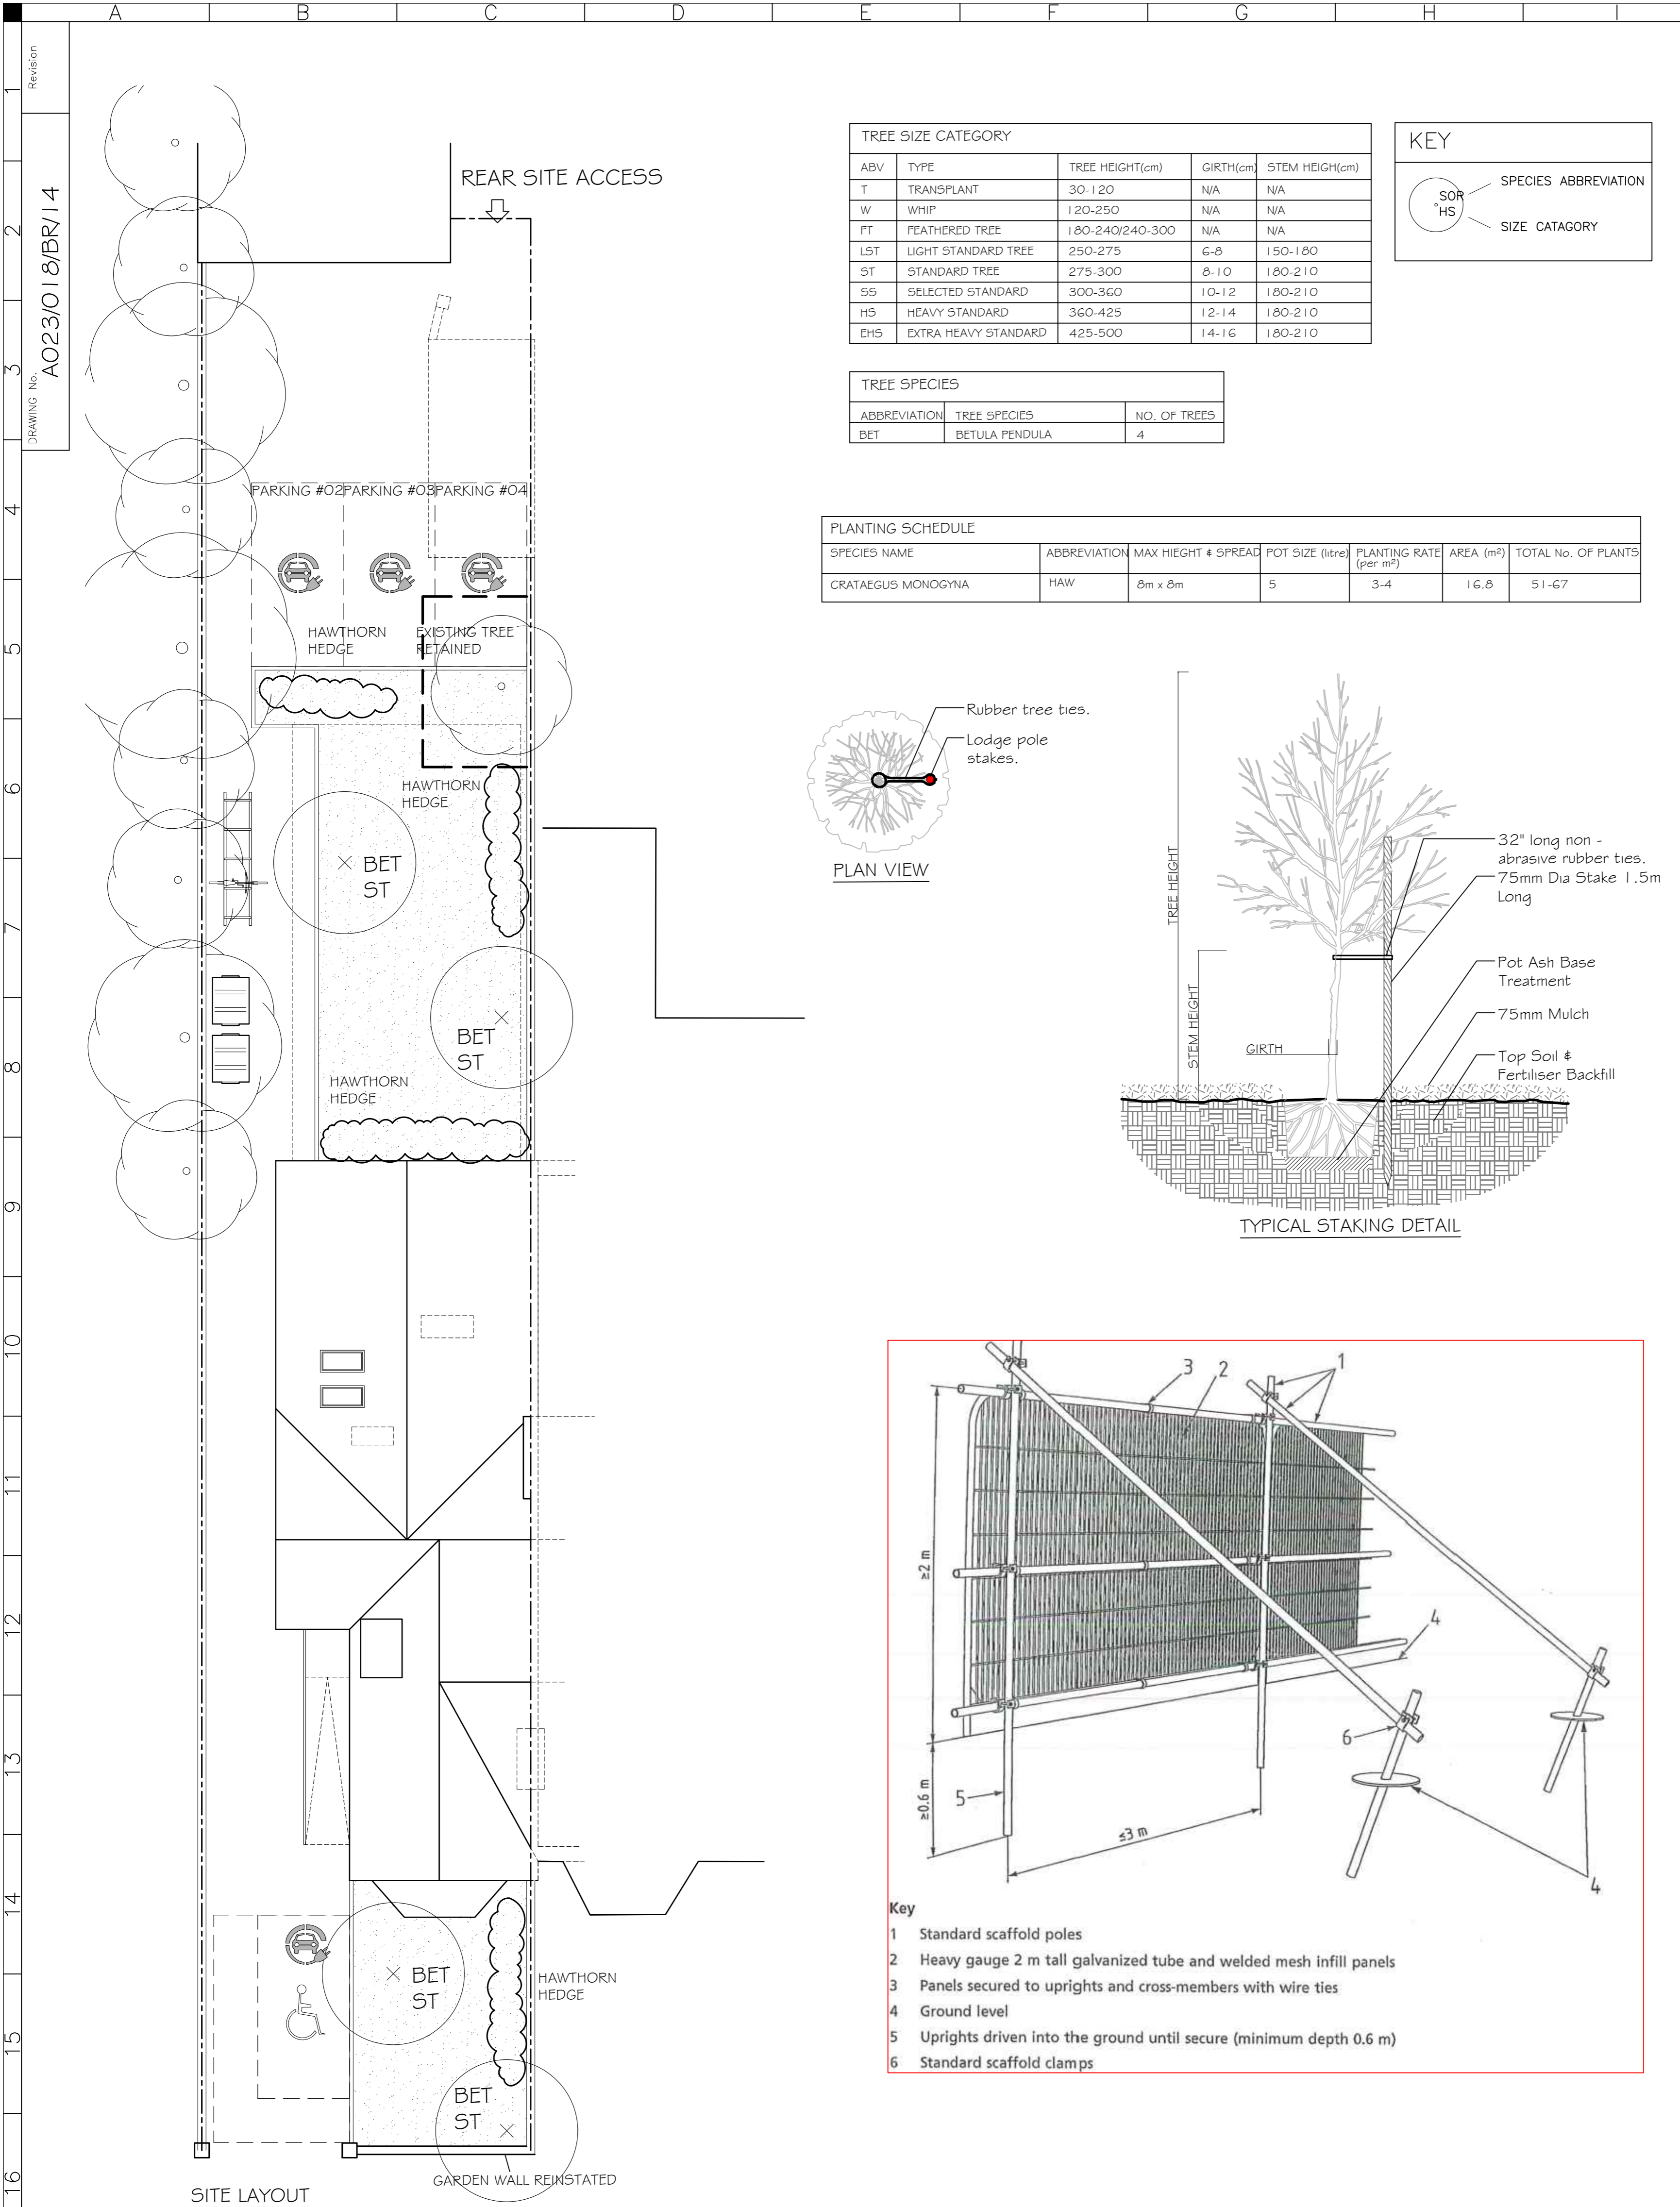 A B C D E F G H I
1
2
3
4
5
6
7
8
9
10
11
12
13
14
15
16
Revision
DRAWING No.
A023/018/BR/14
REAR SITE ACCESS
PARKING #02
PARKING #03
PARKING #04
HAWTHORN
HEDGE
EXISTING TREE
RETAINED
HAWTHORN
HEDGE
BET
ST
BET
ST
HAWTHORN
HEDGE
BET
ST
HAWTHORN
HEDGE
BET
ST
GARDEN WALL REINSTATED
SITE LAYOUT
TREE SIZE CATEGORY
ABV TYPE TREE HEIGHT(cm) GIRTH(cm) STEM HEIGH(cm)
T TRANSPLANT 30-120 N/A N/A
W WHIP 120-250 N/A N/A
FT FEATHERED TREE 180-240/240-300 N/A N/A
LST LIGHT STANDARD TREE 250-275 6-8 150-180
ST STANDARD TREE 275-300 8-10 180-210
SS SELECTED STANDARD 300-360 10-12 180-210
HS HEAVY STANDARD 360-425 12-14 180-210
EHS EXTRA HEAVY STANDARD 425-500 14-16 180-210
KEY
SOR
HS
SPECIES ABBREVIATION
SIZE CATAGORY
TREE SPECIES
ABBREVIATION TREE SPECIES NO. OF TREES
BET BETULA PENDULA 4
PLANTING SCHEDULE
SPECIES NAME ABBREVIATION MAX HIEGHT & SPREAD POT SIZE (litre) PLANTING RATE (per m²) AREA (m²) TOTAL No. OF PLANTS
CRATAEGUS MONOGYNA HAW 8m x 8m 5 3-4 16.8 51-67
Rubber tree ties.
Lodge pole
stakes.
PLAN VIEW
TREE HEIGHT
STEM HEIGHT
GIRTH
32" long non -
abrasive rubber ties.
75mm Dia Stake 1.5m
Long
Pot Ash Base
Treatment
75mm Mulch
Top Soil &
Fertiliser Backfill
TYPICAL STAKING DETAIL
1
2
3
4
≥2 m
≥0.6 m
≤3 m
5
6
4
Key
1 Standard scaffold poles
2 Heavy gauge 2 m tall galvanized tube and welded mesh infill panels
3 Panels secured to uprights and cross-members with wire ties
4 Ground level
5 Uprights driven into the ground until secure (minimum depth 0.6 m)
6 Standard scaffold clamps